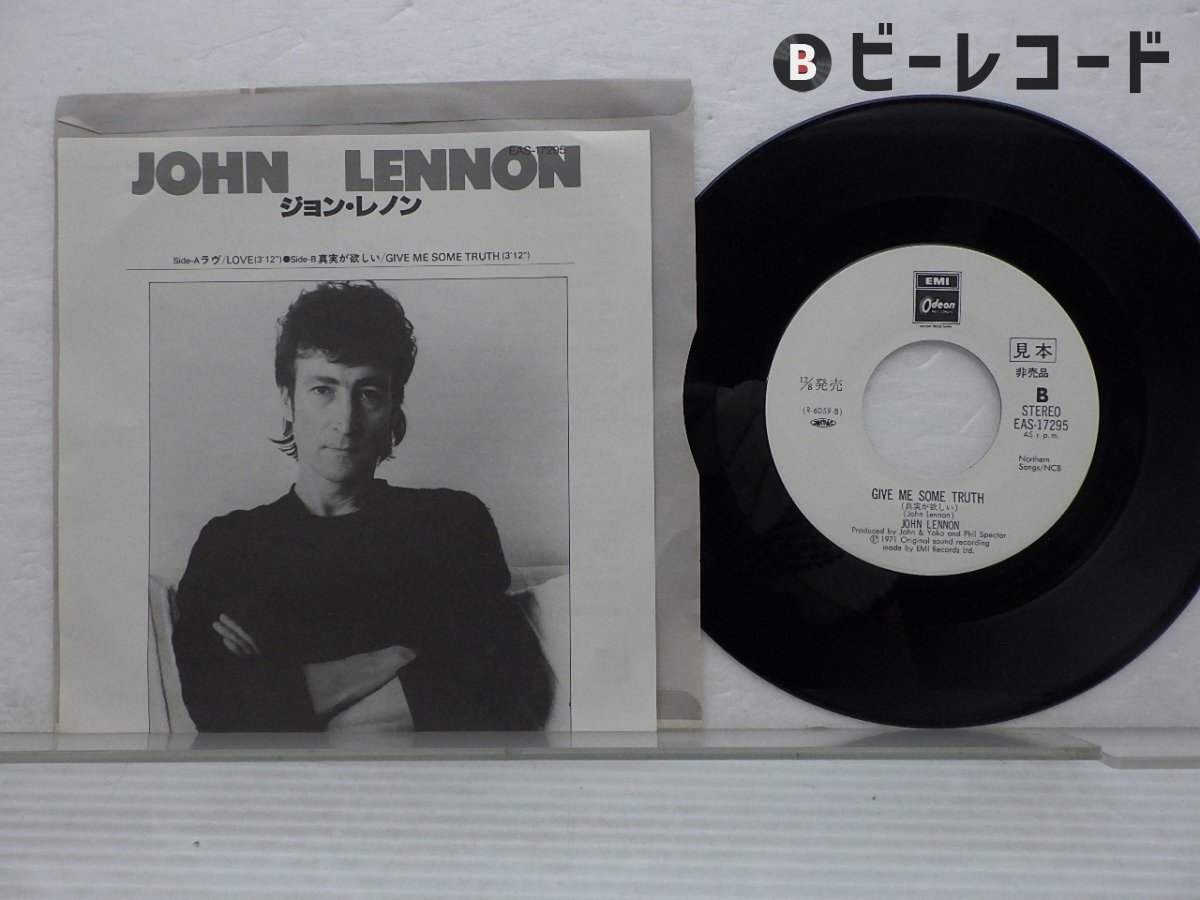 B ビーレコード
EAS-17295
JOHN LENNON
ジョン・レノン
Side-A ラヴ/LOVE(3'12")●Side-B 真実が欲しい/GIVE ME SOME TRUTH(3'12")
EMI
Odeon
見本
非売品
12/8発売
B
(R-6059-B)
STEREO
EAS-17295
45 r.p.m.
Northern
Songs/NCB
GIVE ME SOME TRUTH
(真実が欲しい)
(John Lennon)
JOHN LENNON
Produced by John & Yoko and Phil Spector
Ⓟ1971 Original sound recording
made by EMI Records Ltd.